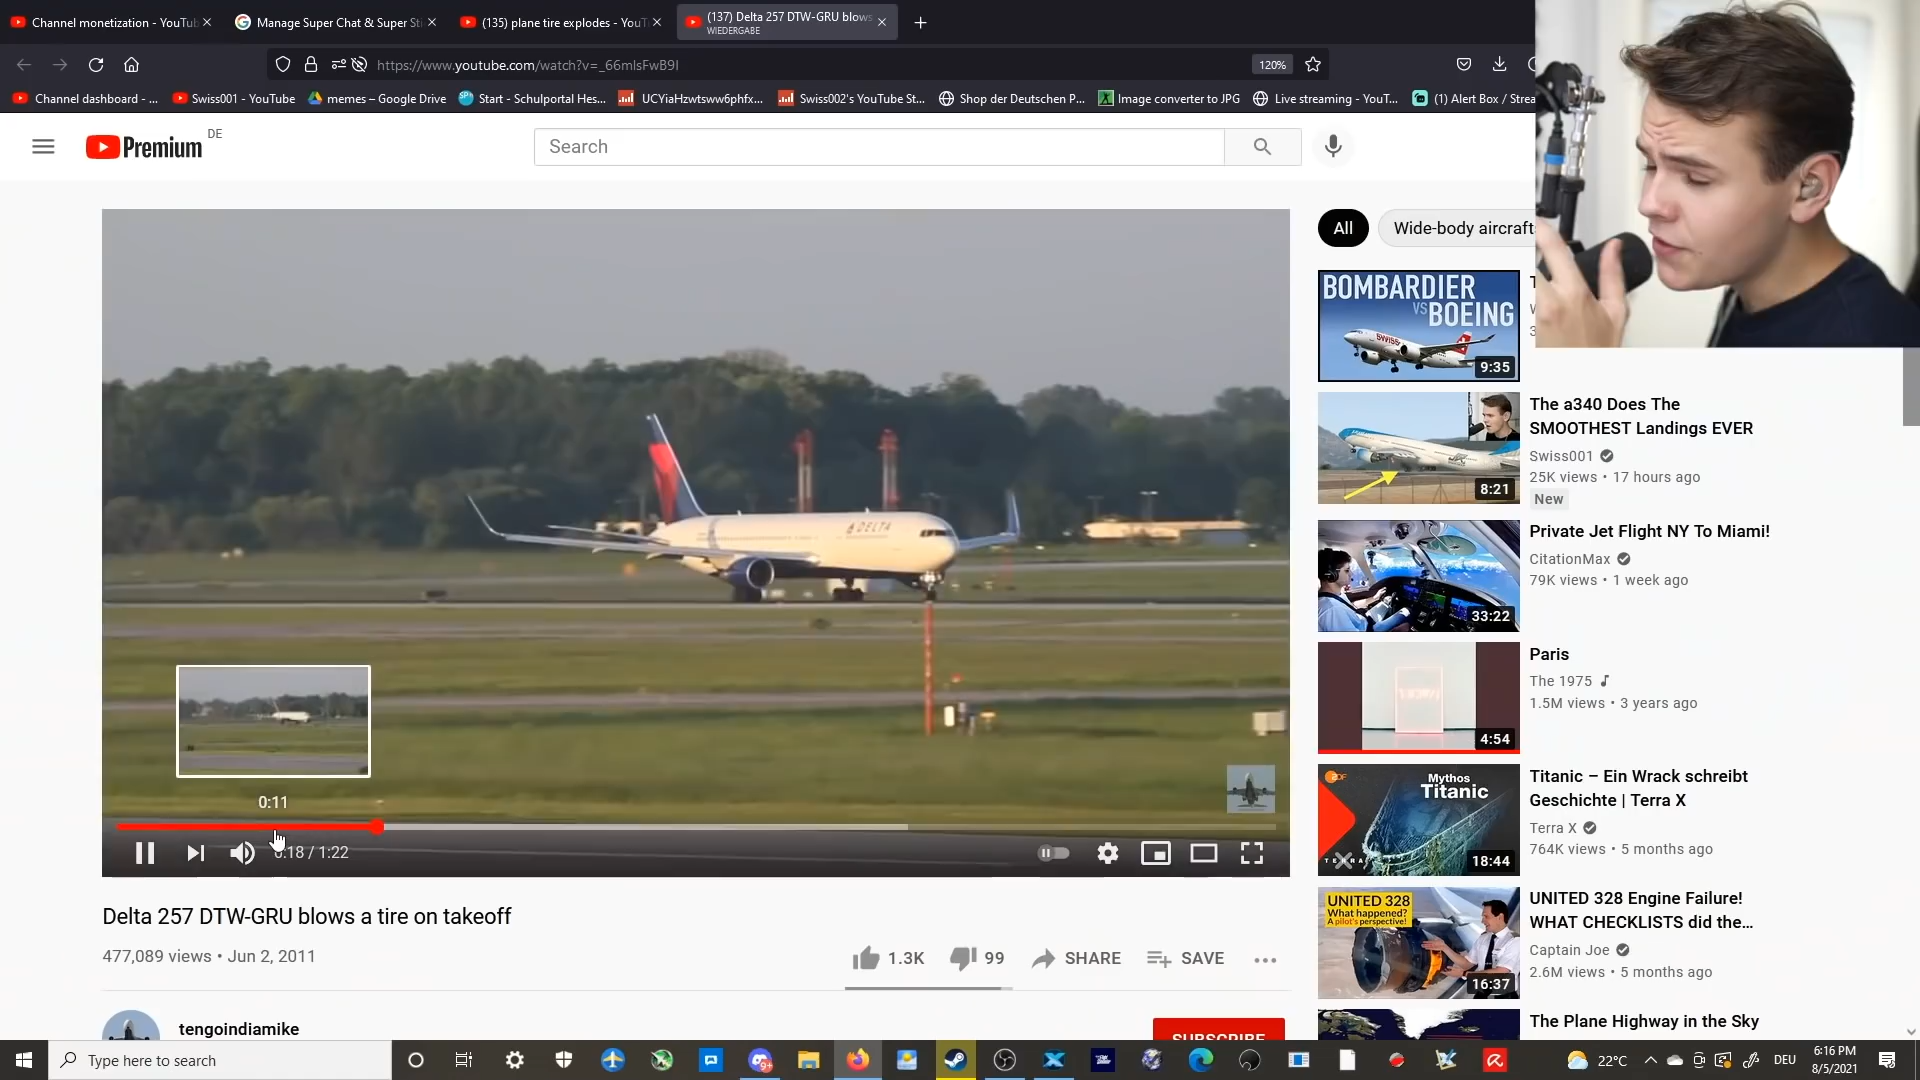 Channel monetization - YouTub
Manage Super Chat & Super Sti
(135) plane tire explodes - YouT
(137) Delta 257 DTW-GRU blows
WIEDERGABE
https://www.youtube.com/watch?v=_66mlsFwB9I
120%
Channel dashboard - ...
Swiss001 - YouTube
memes – Google Drive
Start - Schulportal Hes...
UCYiaHzwtsww6phfx...
Swiss002's YouTube St...
Shop der Deutschen P...
Image converter to JPG
Live streaming - YouT...
(1) Alert Box / Strea
Premium
DE
Search
All
Wide-body aircraft
BOMBARDIER
VS BOEING
SWISS
9:35
The a340 Does The
SMOOTHEST Landings EVER
Swiss001
25K views • 17 hours ago
New
8:21
Private Jet Flight NY To Miami!
CitationMax
79K views • 1 week ago
33:22
Paris
The 1975
1.5M views • 3 years ago
4:54
ZDF
Mythos
Titanic
TERRA X
18:44
Titanic – Ein Wrack schreibt
Geschichte | Terra X
Terra X
764K views • 5 months ago
UNITED 328
What happened?
A pilot's perspective!
16:37
UNITED 328 Engine Failure!
WHAT CHECKLISTS did the...
Captain Joe
2.6M views • 5 months ago
The Plane Highway in the Sky
DELTA
0:11
0:18 / 1:22
Delta 257 DTW-GRU blows a tire on takeoff
477,089 views • Jun 2, 2011
1.3K
99
SHARE
SAVE
tengoindiamike
SUBSCRIBE
Type here to search
9+
22°C
DEU
6:16 PM
8/5/2021